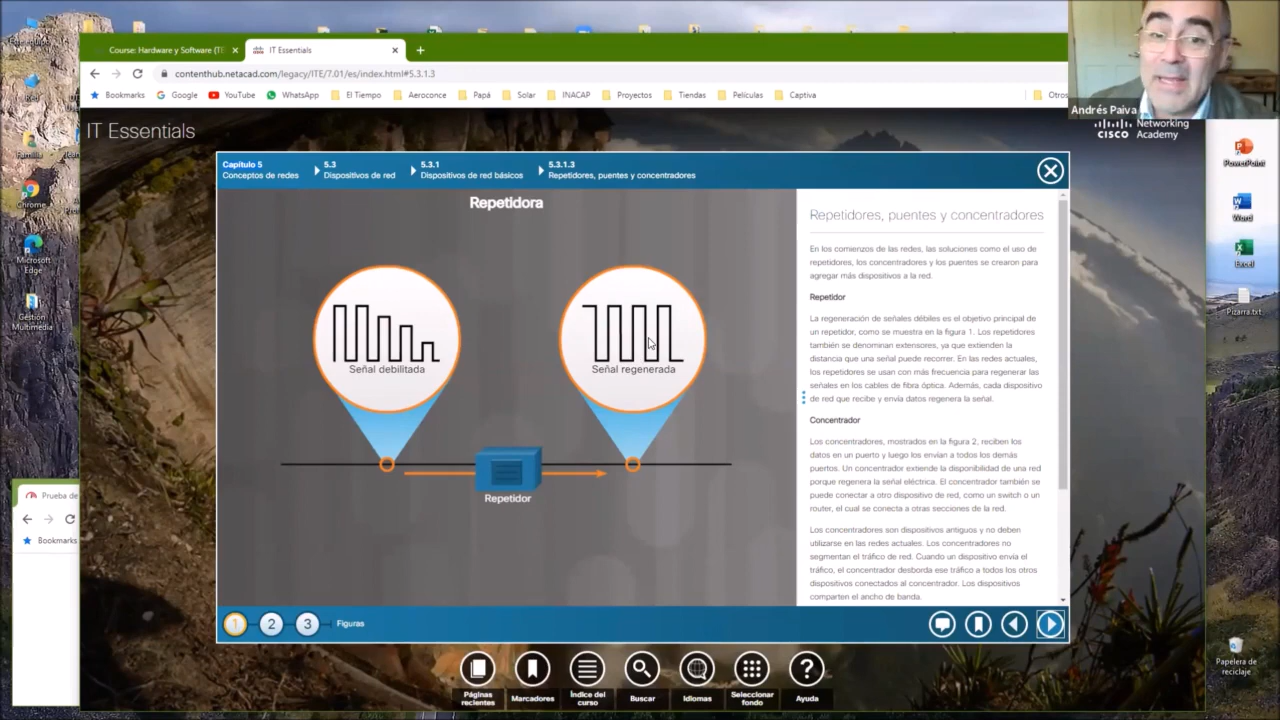 Course: Hardware y Software (TE
IT Essentials
contenthub.netacad.com/legacy/ITE/7.01/es/index.html#5.3.1.3
Bookmarks
Google
YouTube
WhatsApp
El Tiempo
Aeroconce
Papá
Solar
INACAP
Proyectos
Tiendas
Películas
Captiva
Otros
Andrés Paiva
IT Essentials
CISCO
Networking
Academy
Capítulo 5
Conceptos de redes
5.3
Dispositivos de red
5.3.1
Dispositivos de red básicos
5.3.1.3
Repetidores, puentes y concentradores
Repetidora
Señal debilitada
Señal regenerada
Repetidor
Repetidores, puentes y concentradores
En los comienzos de las redes, las soluciones como el uso de
repetidores, los concentradores y los puentes se crearon para
agregar más dispositivos a la red.
Repetidor
La regeneración de señales débiles es el objetivo principal de
un repetidor, como se muestra en la figura 1. Los repetidores
también se denominan extensores, ya que extienden la
distancia que una señal puede recorrer. En las redes actuales,
los repetidores se usan con más frecuencia para regenerar las
señales en los cables de fibra óptica. Además, cada dispositivo
de red que recibe y envía datos regenera la señal.
Concentrador
Los concentradores, mostrados en la figura 2, reciben los
datos en un puerto y luego los envían a todos los demás
puertos. Un concentrador extiende la disponibilidad de una red
porque regenera la señal eléctrica. El concentrador también se
puede conectar a otro dispositivo de red, como un switch o un
router, el cual se conecta a otras secciones de la red.
Los concentradores son dispositivos antiguos y no deben
utilizarse en las redes actuales. Los concentradores no
segmentan el tráfico de red. Cuando un dispositivo envía el
tráfico, el concentrador desborda ese tráfico a todos los otros
dispositivos conectados al concentrador. Los dispositivos
comparten el ancho de banda.
1
2
3
Figuras
Páginas
recientes
Marcadores
Índice del
curso
Buscar
Idiomas
Seleccionar
fondo
?
Ayuda
Red
Familia
Chrome
Microsoft
Edge
Gestión
Multimedia
Prueba de
Bookmarks
PowerPoint
Word
Excel
Pizarra.txt
Papelera de
reciclaje